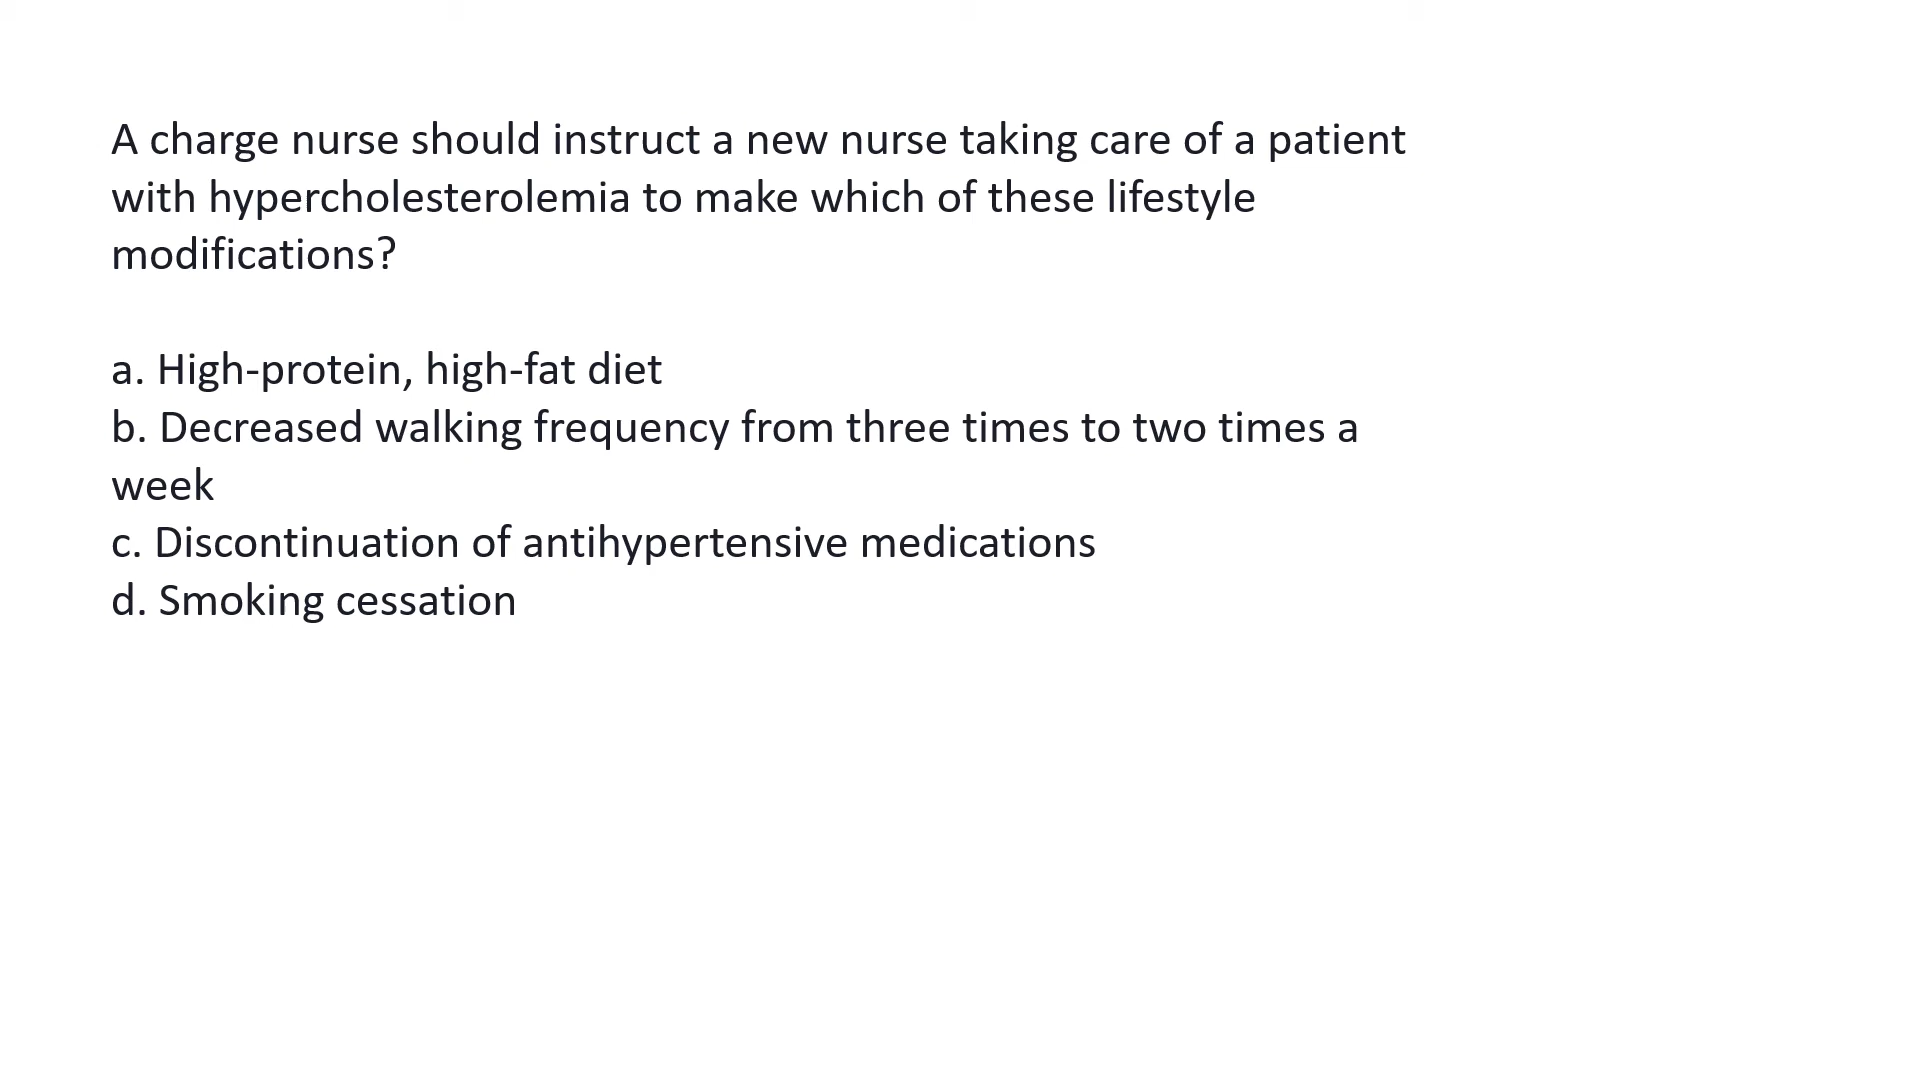 A charge nurse should instruct a new nurse taking care of a patient
with hypercholesterolemia to make which of these lifestyle
modifications?
a. High-protein, high-fat diet
b. Decreased walking frequency from three times to two times a
week
c. Discontinuation of antihypertensive medications
d. Smoking cessation